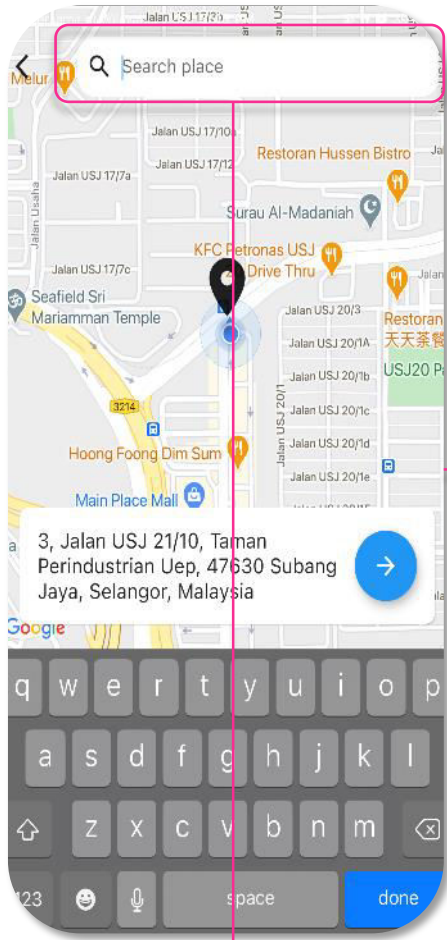 Jalan USJ 17/3b
Search place
Melur
Jalan USJ 17/10a
Restoran Hussen Bistro
Jalan USJ 17/12
Jalan USJ 17/7a
Jalan Usaha
Surau Al-Madaniah
KFC Petronas USJ
Drive Thru
Jalan USJ 17/7c
Jalan
Seafield Sri
Mariamman Temple
Jalan USJ 20/3
Restoran
天天茶餐
Jalan USJ 20/1A
Jalan USJ 20/1b
USJ20 P
Jalan USJ 20/1
Jalan USJ 20/1c
3214
Jalan USJ 20/1d
Hoong Foong Dim Sum
Jalan USJ 20/1e
Main Place Mall
3, Jalan USJ 21/10, Taman
Perindustrian Uep, 47630 Subang
Jaya, Selangor, Malaysia
Google
q w e r t y u i o p
a s d f g h j k l
z x c v b n m
123 space done